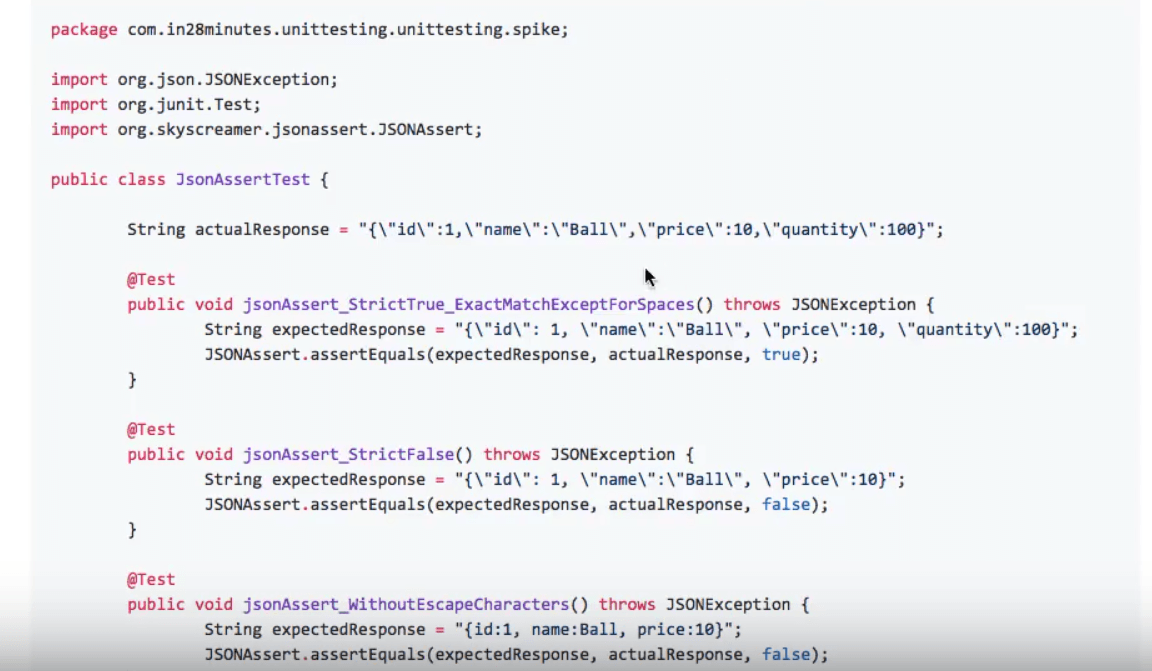 package com.in28minutes.unittesting.unittesting.spike;
import org.json.JSONException;
import org.junit.Test;
import org.skyscreamer.jsonassert.JSONAssert;
public class JsonAssertTest {
String actualResponse = "{\"id\":1,\"name\":\"Ball\",\"price\":10,\"quantity\":100}";
@Test
public void jsonAssert_StrictTrue_ExactMatchExceptForSpaces() throws JSONException {
String expectedResponse = "{\"id\": 1, \"name\":\"Ball\", \"price\":10, \"quantity\":100}";
JSONAssert.assertEquals(expectedResponse, actualResponse, true);
}
@Test
public void jsonAssert_StrictFalse() throws JSONException {
String expectedResponse = "{\"id\": 1, \"name\":\"Ball\", \"price\":10}";
JSONAssert.assertEquals(expectedResponse, actualResponse, false);
}
@Test
public void jsonAssert_WithoutEscapeCharacters() throws JSONException {
String expectedResponse = "{id:1, name:Ball, price:10}";
JSONAssert.assertEquals(expectedResponse, actualResponse, false);